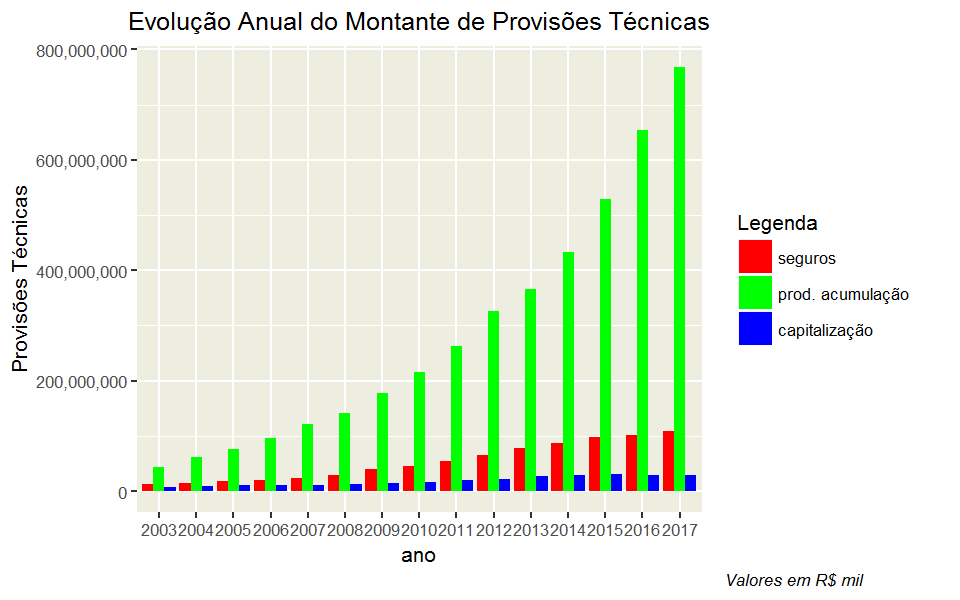 Evolução Anual do Montante de Provisões Técnicas
800,000,000
600,000,000
400,000,000
200,000,000
0
Provisões Técnicas
2003 2004 2005 2006 2007 2008 2009 2010 2011 2012 2013 2014 2015 2016 2017
ano
Legenda
seguros
prod. acumulação
capitalização
Valores em R$ mil